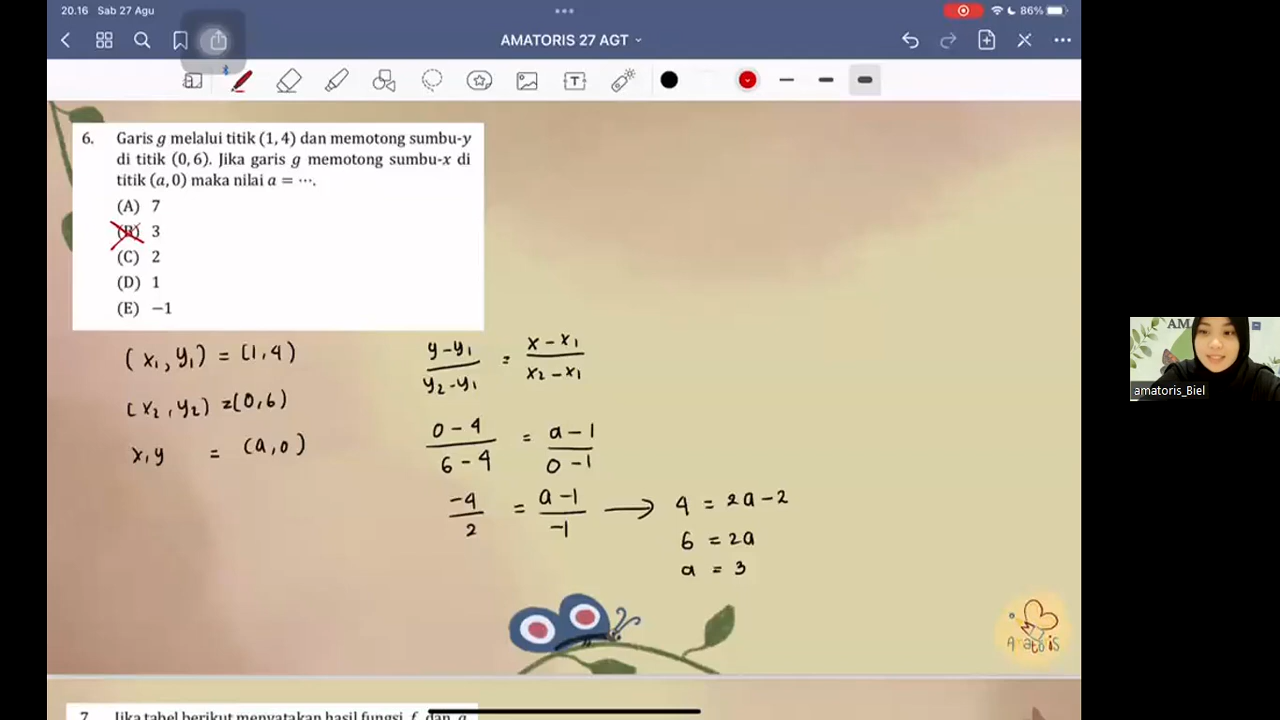 20.16 Sab 27 Agu
86%
AMATORIS 27 AGT
6. Garis g melalui titik (1, 4) dan memotong sumbu-y
di titik (0, 6). Jika garis g memotong sumbu-x di
titik (a, 0) maka nilai a = ⋯.
(A) 7
(B) 3
(C) 2
(D) 1
(E) −1
(x₁, y₁) = (1, 4)
(x₂, y₂) = (0, 6)
x, y = (a, 0)
y − y₁ / y₂ − y₁ = x − x₁ / x₂ − x₁
0 − 4 / 6 − 4 = a − 1 / 0 − 1
−4 / 2 = a − 1 / −1 → 4 = 2a − 2
6 = 2a
a = 3
Amatoris
7. Jika tabel berikut menyatakan hasil fungsi f dan g
amatoris_Biel